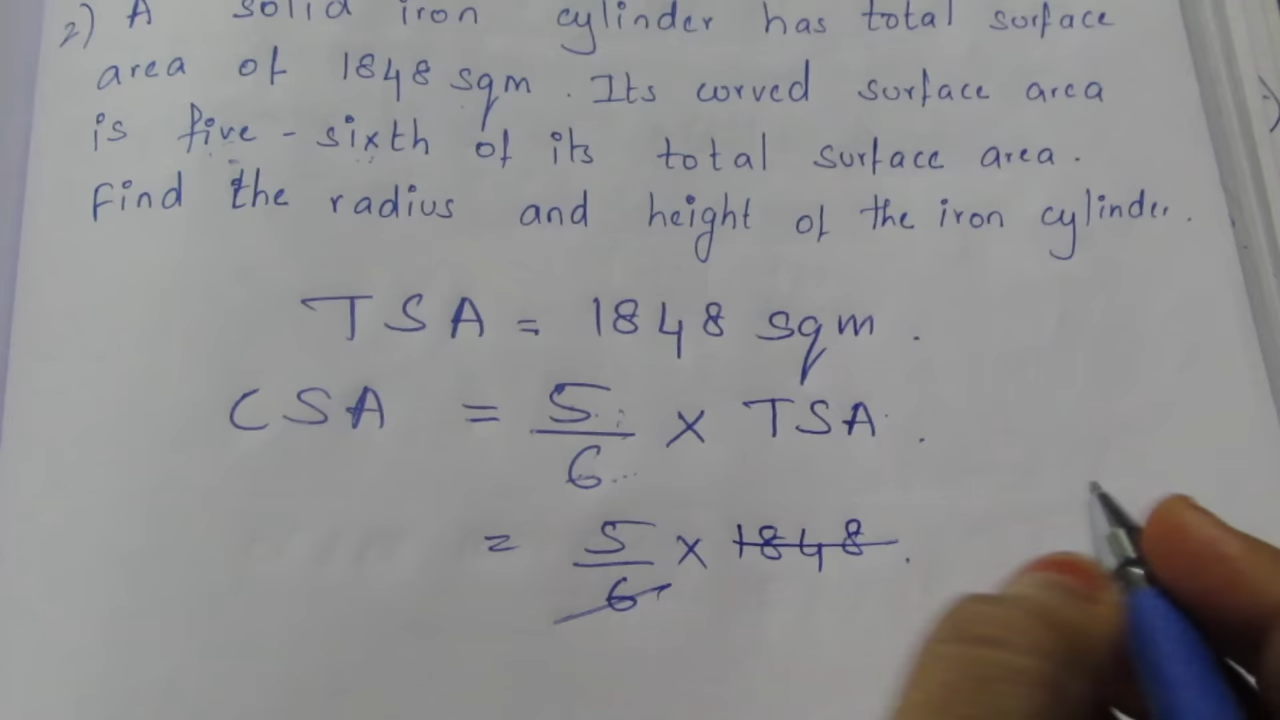 2) A solid iron cylinder has total surface
area of 1848 sqm. Its corved surface area
is five-sixth of its total surface area.
Find the radius and height of the iron cylinder.
TSA = 1848 sqm.
CSA = 5/6 × TSA.
= 5/6 × 1848.